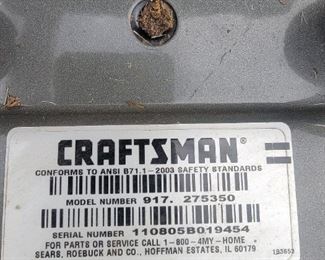 CRAFTSMAN®
CONFORMS TO ANSI B71.1-2003 SAFETY STANDARDS
MODEL NUMBER 917. 275350
SERIAL NUMBER 110805B019454
FOR PARTS OR SERVICE CALL 1-800-4MY-HOME
SEARS, ROEBUCK AND CO., HOFFMAN ESTATES, IL 60179